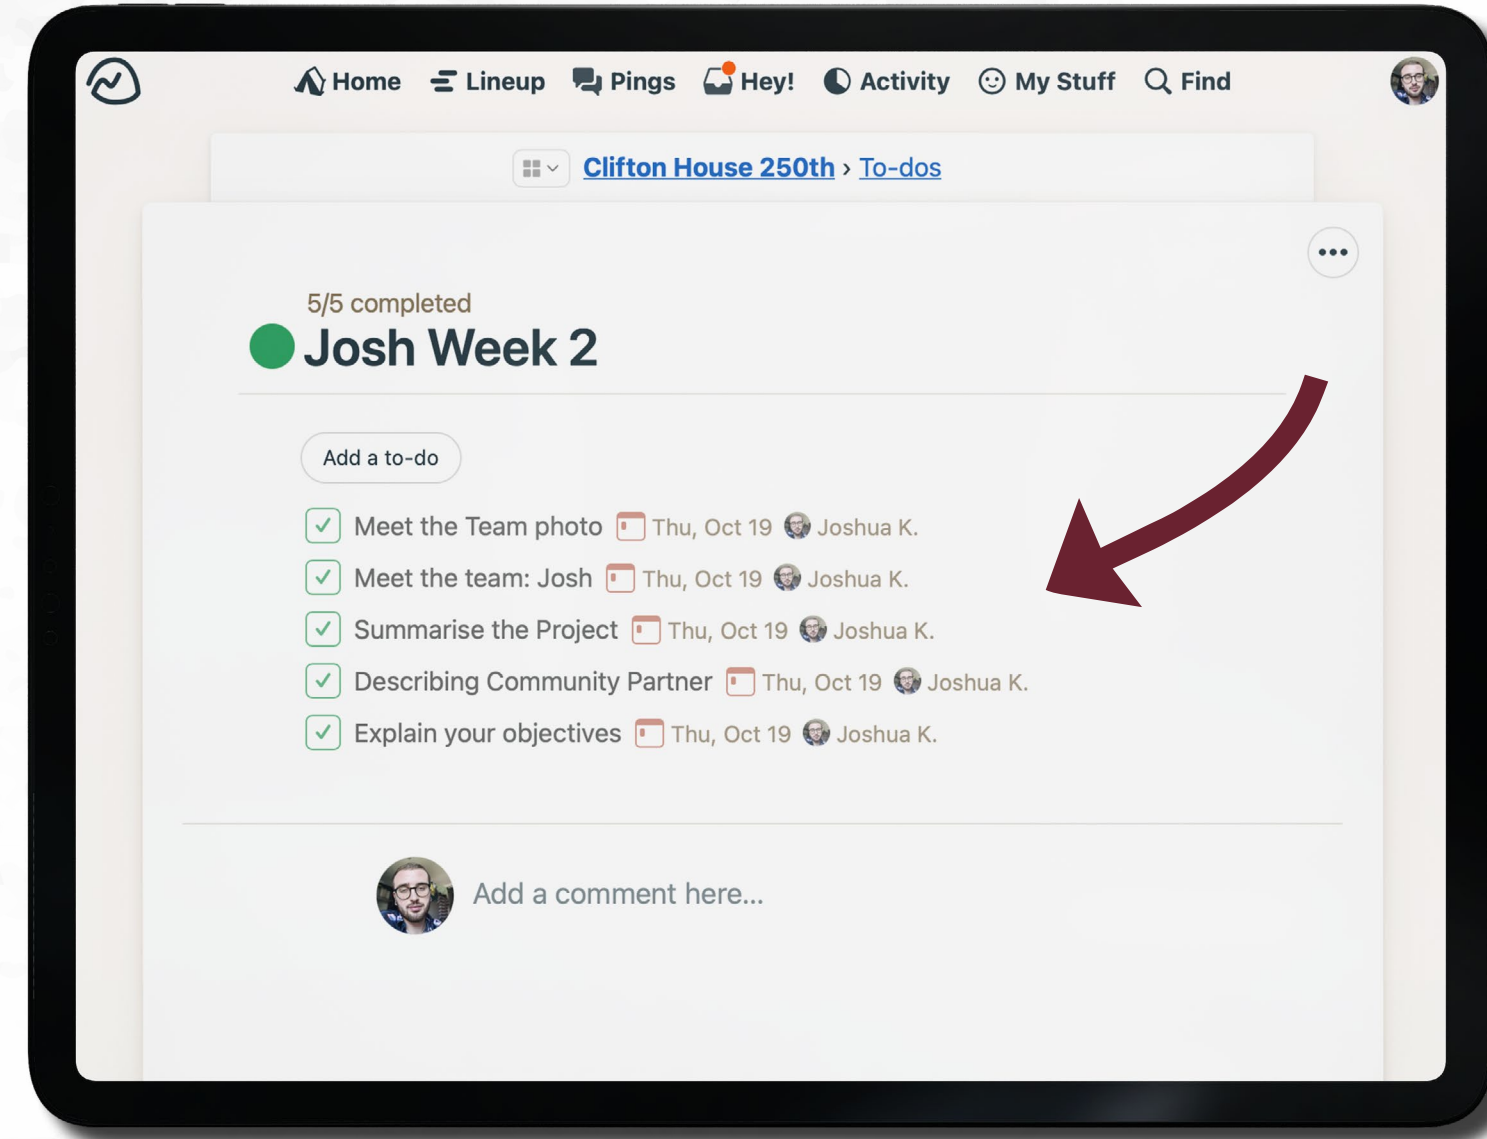 Home Lineup Pings Hey! Activity My Stuff Find
Clifton House 250th › To-dos
5/5 completed
Josh Week 2
Add a to-do
Meet the Team photo Thu, Oct 19 Joshua K.
Meet the team: Josh Thu, Oct 19 Joshua K.
Summarise the Project Thu, Oct 19 Joshua K.
Describing Community Partner Thu, Oct 19 Joshua K.
Explain your objectives Thu, Oct 19 Joshua K.
Add a comment here...